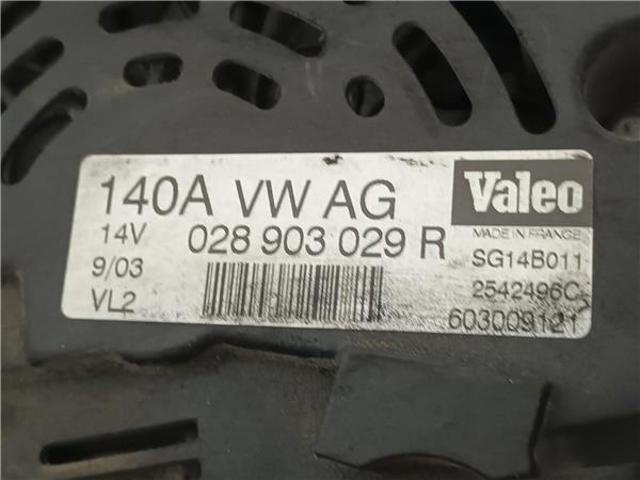 140A VW AG
Valeo
14V 028 903 029 R
MADE IN FRANCE
SG14B011
9/03
2542496C
VL2
603009121